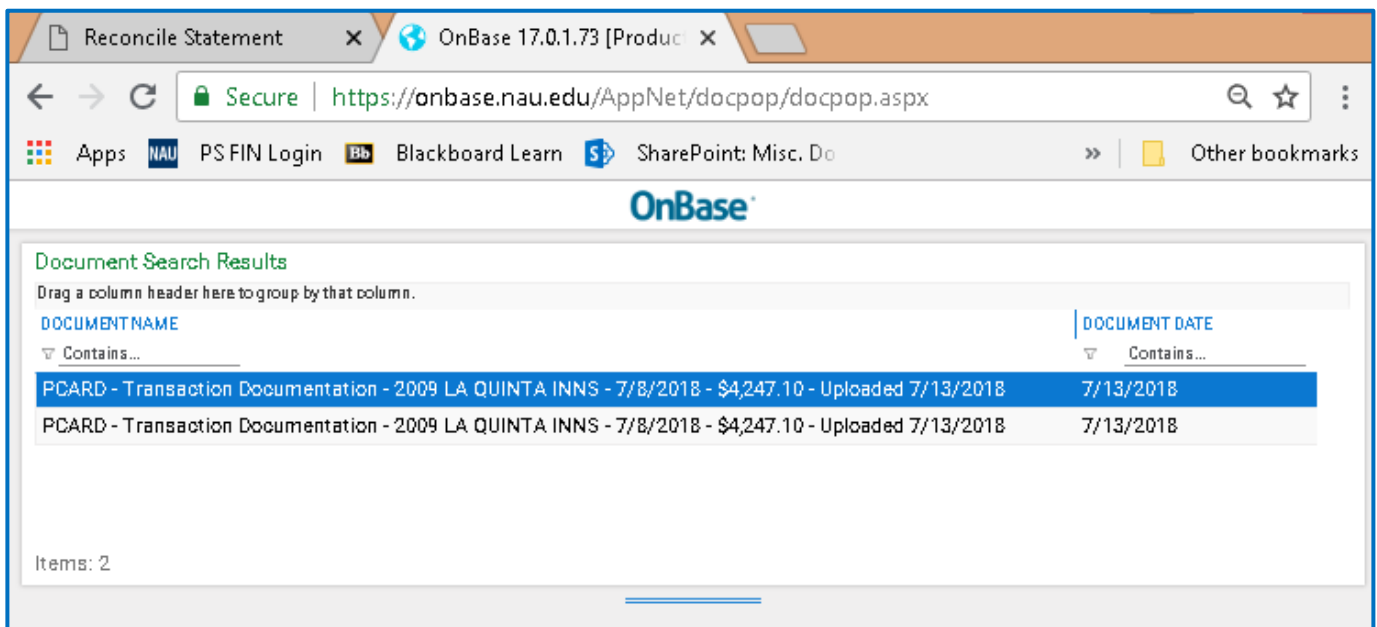 Reconcile Statement
OnBase 17.0.1.73 [Product
Secure | https://onbase.nau.edu/AppNet/docpop/docpop.aspx
Apps NAU PS FIN Login Bb Blackboard Learn S SharePoint: Misc. Do » Other bookmarks
OnBase
Document Search Results
Drag a column header here to group by that column.
DOCUMENT NAME DOCUMENT DATE
Contains... Contains...
PCARD - Transaction Documentation - 2009 LA QUINTA INNS - 7/8/2018 - $4,247.10 - Uploaded 7/13/2018 7/13/2018
PCARD - Transaction Documentation - 2009 LA QUINTA INNS - 7/8/2018 - $4,247.10 - Uploaded 7/13/2018 7/13/2018
Items: 2